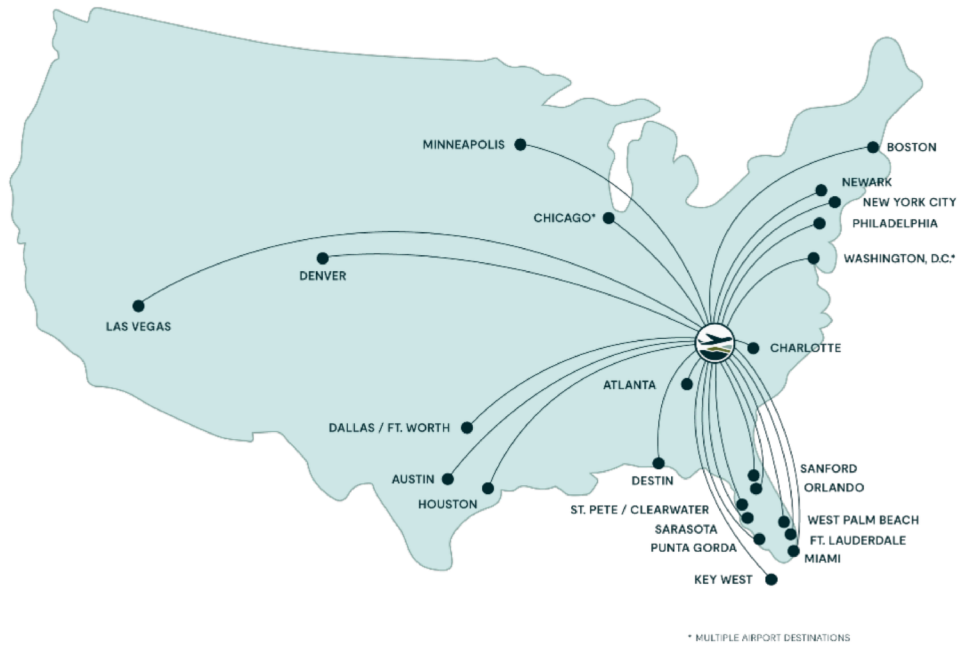 MINNEAPOLIS
BOSTON
NEWARK
NEW YORK CITY
CHICAGO*
PHILADELPHIA
WASHINGTON, D.C.*
DENVER
LAS VEGAS
CHARLOTTE
ATLANTA
DALLAS / FT. WORTH
AUSTIN
HOUSTON
DESTIN
SANFORD
ORLANDO
ST. PETE / CLEARWATER
SARASOTA
PUNTA GORDA
WEST PALM BEACH
FT. LAUDERDALE
MIAMI
KEY WEST
* MULTIPLE AIRPORT DESTINATIONS